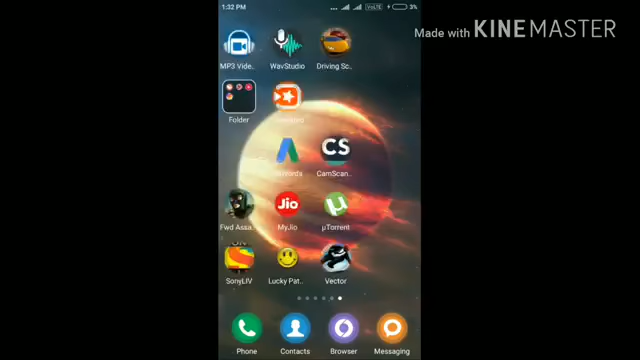 1:32 PM
... VoLTE 3%
Made with KINEMASTER
MP3 Vide.. WavStudio Driving Sc..
Folder
CS
CamScan..
Jio
µ
Fwd Assa.. MyJio µTorrent
SonyLIV Lucky Pat.. Vector
Phone Contacts Browser Messaging